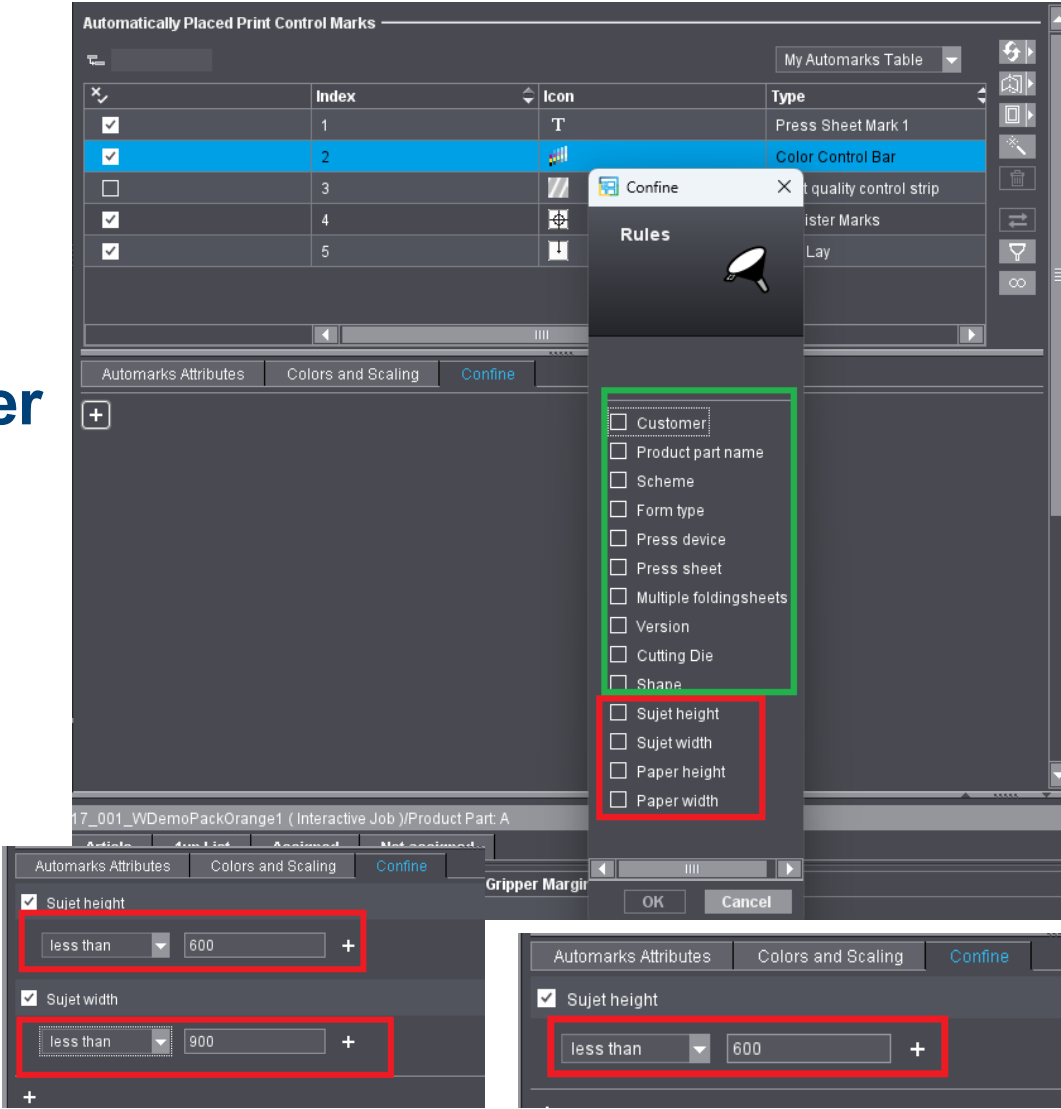 Automatically Placed Print Control Marks
My Automarks Table
Index Icon Type
1 T Press Sheet Mark 1
2 Color Control Bar
3 t quality control strip
4 ister Marks
5 Lay
Confine
Rules
Automarks Attributes Colors and Scaling Confine
er
Customer
Product part name
Scheme
Form type
Press device
Press sheet
Multiple foldingsheets
Version
Cutting Die
Shape
Sujet height
Sujet width
Paper height
Paper width
17_001_WDemoPackOrange1 ( Interactive Job )/Product Part: A
Gripper Margin
OK Cancel
Automarks Attributes Colors and Scaling Confine
Sujet height
less than 600 +
Sujet width
less than 900 +
+
Automarks Attributes Colors and Scaling Confine
Sujet height
less than 600 +